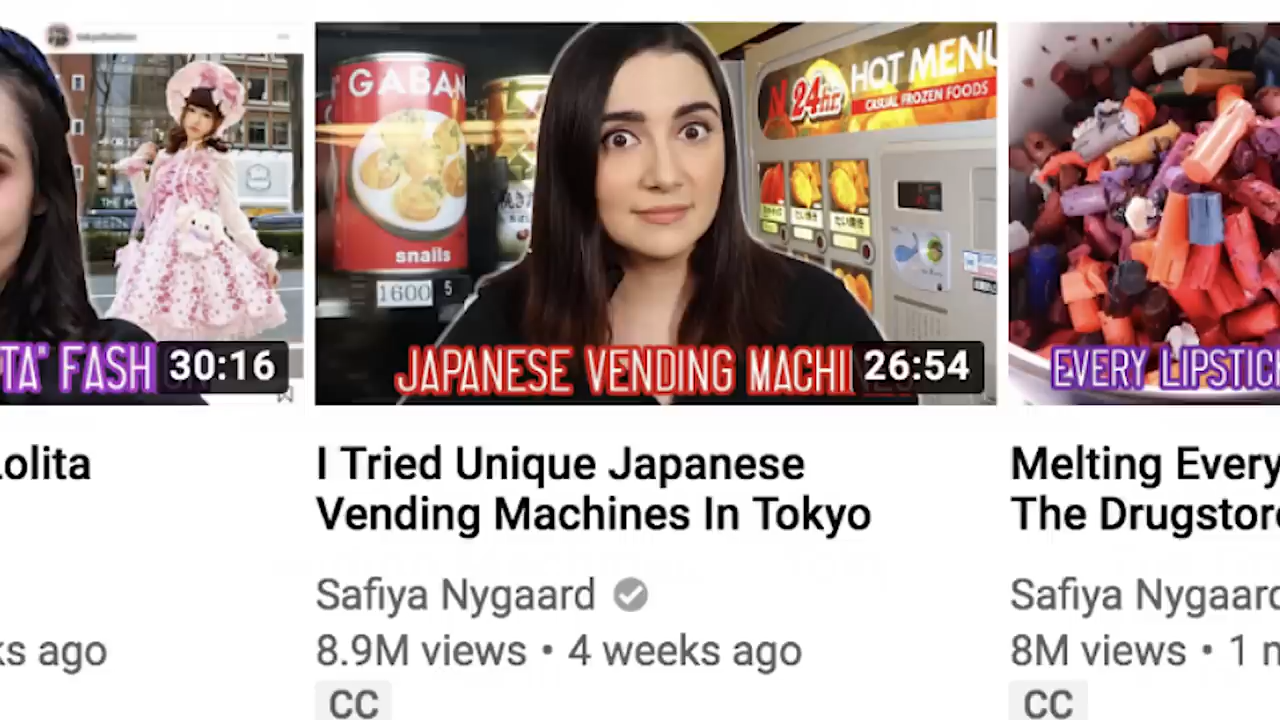 GABAN
snails
1600
5
N 24hr HOT MENU
CASUAL FROZEN FOODS
TA' FASH
30:16
JAPANESE VENDING MACHI
26:54
EVERY LIPSTICK
Lolita
I Tried Unique Japanese
Vending Machines In Tokyo
Melting Every
The Drugstore
Safiya Nygaard
Safiya Nygaard
ks ago
8.9M views • 4 weeks ago
8M views • 1 m
CC
CC